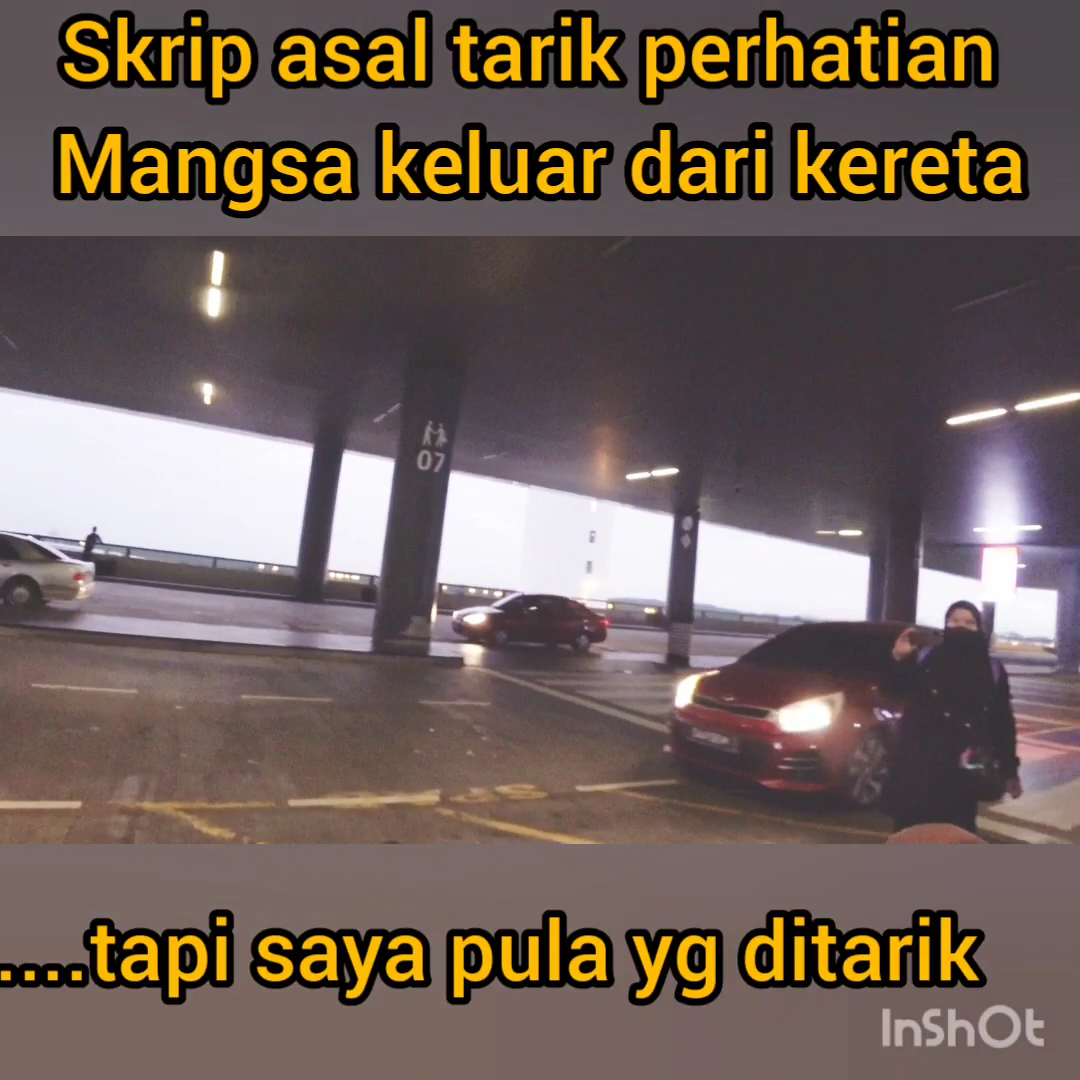 Skrip asal tarik perhatian
Mangsa keluar dari kereta
07
....tapi saya pula yg ditarik
InShOt